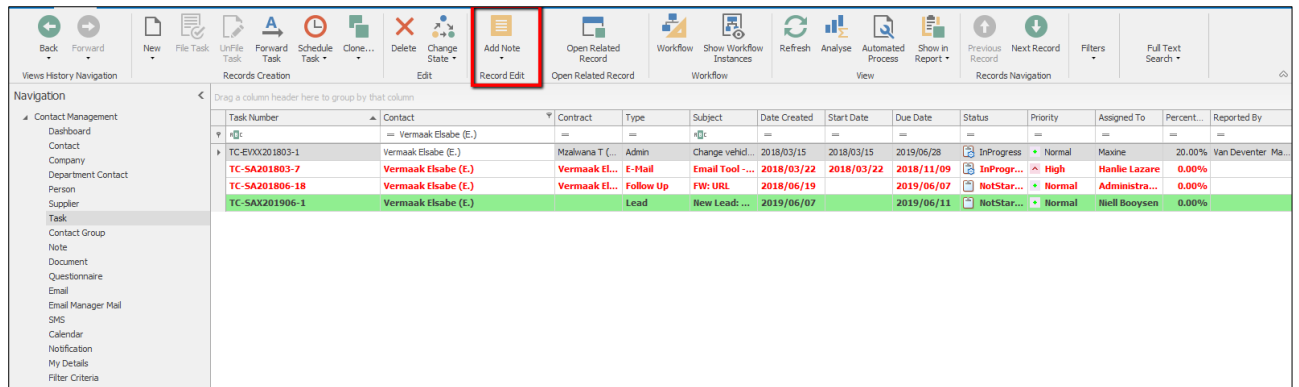 Back Forward New File Task UnFile Task Forward Task Schedule Task Clone... Delete Change State Add Note Open Related Record Workflow Show Workflow Instances Refresh Analyse Automated Process Show in Report Previous Record Next Record Filters Full Text Search
Views History Navigation Records Creation Edit Record Edit Open Related Record Workflow View Records Navigation
Navigation
Drag a column header here to group by that column
Contact Management
Dashboard
Contact
Company
Department Contact
Person
Supplier
Task
Contact Group
Note
Document
Questionnaire
Email
Email Manager Mail
SMS
Calendar
Notification
My Details
Filter Criteria
Task Number Contact Contract Type Subject Date Created Start Date Due Date Status Priority Assigned To Percent... Reported By
= Vermaak Elsabe (E.) = = = = = = = = = =
TC-EVXX201803-1 Vermaak Elsabe (E.) Mzalwana T (... Admin Change vehicl... 2018/03/15 2018/03/15 2019/06/28 InProgress Normal Maxine 20.00% Van Deventer Ma...
TC-SA201803-7 Vermaak Elsabe (E.) Vermaak El... E-Mail Email Tool -... 2018/03/22 2018/03/22 2018/11/09 InProgr... High Hanlie Lazare 0.00%
TC-SA201806-18 Vermaak Elsabe (E.) Vermaak El... Follow Up FW: URL 2018/06/19 2019/06/07 NotStar... Normal Administra... 0.00%
TC-SAX201906-1 Vermaak Elsabe (E.) Lead New Lead: ... 2019/06/07 2019/06/11 NotStar... Normal Niell Booysen 0.00%